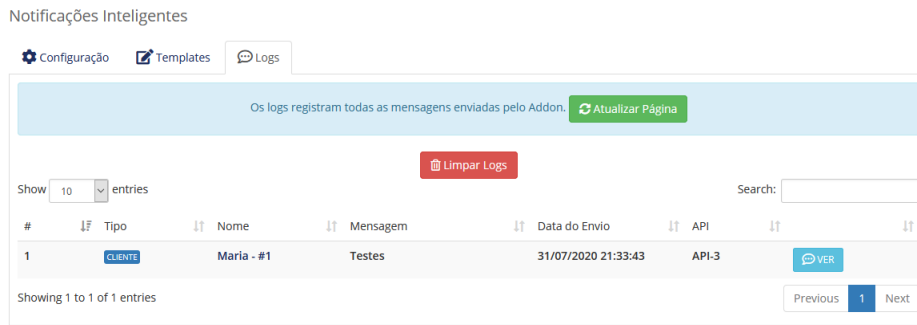 Notificações Inteligentes
Configuração Templates Logs
Os logs registram todas as mensagens enviadas pelo Addon. Atualizar Página
Limpar Logs
Show 10 entries Search:
# Tipo Nome Mensagem Data do Envio API
1 CLIENTE Maria - #1 Testes 31/07/2020 21:33:43 API-3 VER
Showing 1 to 1 of 1 entries Previous 1 Next